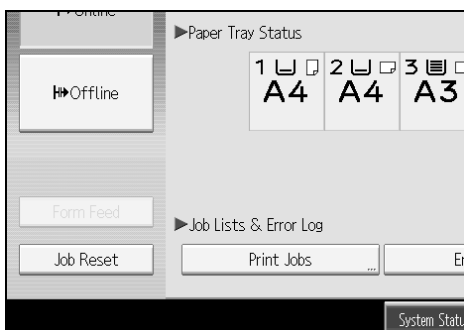 Online
Offline
Form Feed
Job Reset
▶Paper Tray Status
1 2 3
A4 A4 A3
▶Job Lists & Error Log
Print Jobs ...
System Statu